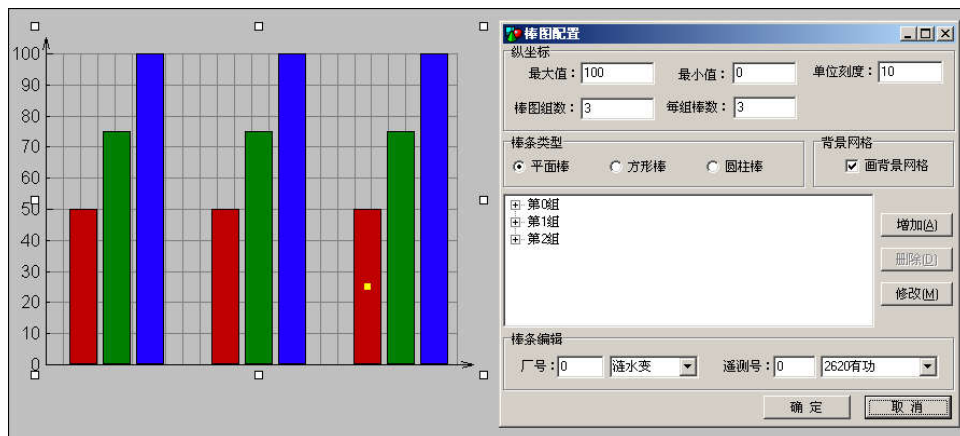 100
90
80
70
60
50
40
30
20
10
0
棒图配置
纵坐标
最大值：100 最小值：0 单位刻度：10
棒图组数：3 每组棒数：3
棒条类型 背景网格
平面棒 方形棒 圆柱棒 画背景网格
第0组
第1组
第2组
增加(A)
删除(D)
修改(M)
棒条编辑
厂号：0 涟水变 遥测号：0 2620有功
确 定 取 消